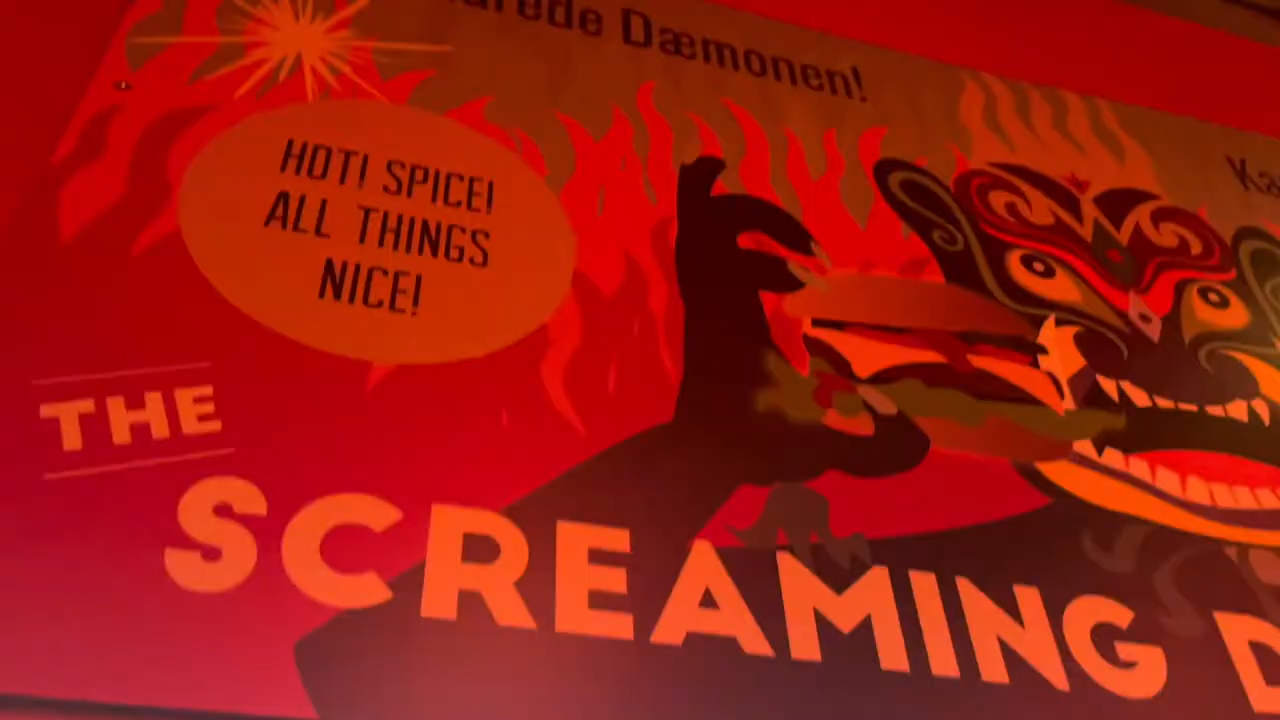 Dæmonen!
HOT! SPICE!
ALL THINGS
NICE!
THE
SCREAMING